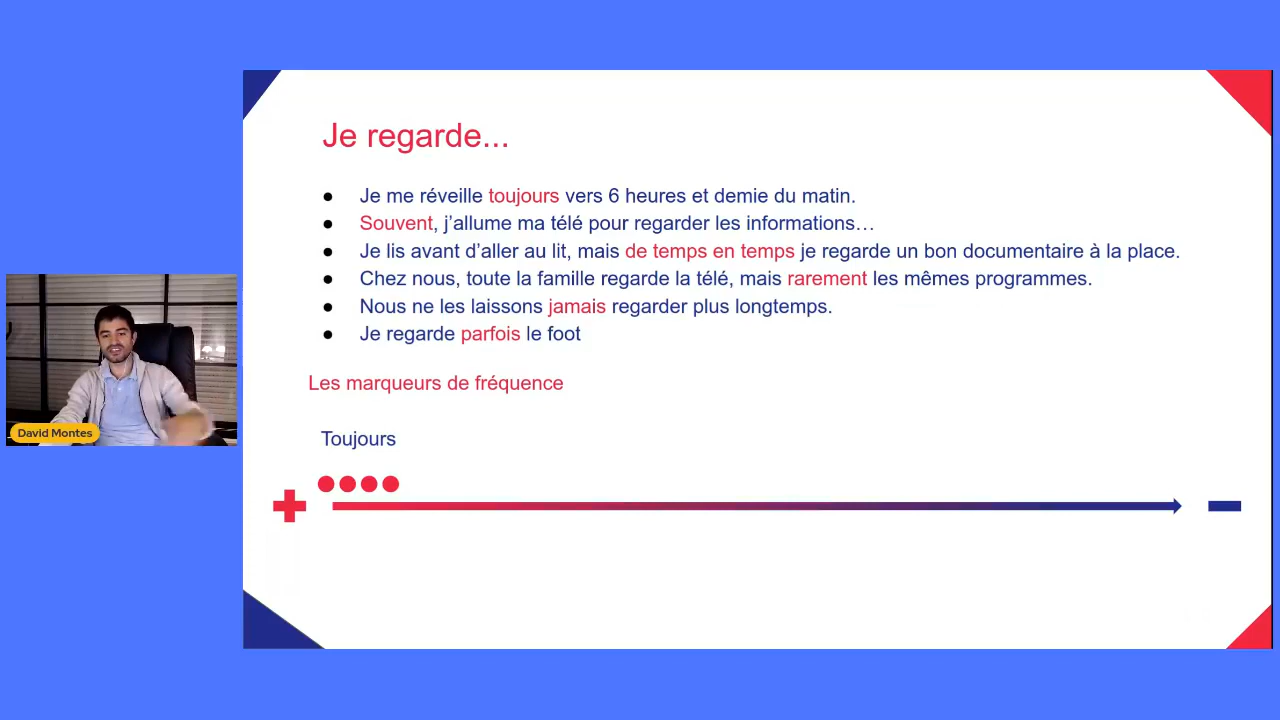 Je regarde...
Je me réveille toujours vers 6 heures et demie du matin.
Souvent, j’allume ma télé pour regarder les informations…
Je lis avant d’aller au lit, mais de temps en temps je regarde un bon documentaire à la place.
Chez nous, toute la famille regarde la télé, mais rarement les mêmes programmes.
Nous ne les laissons jamais regarder plus longtemps.
Je regarde parfois le foot
Les marqueurs de fréquence
David Montes
Toujours